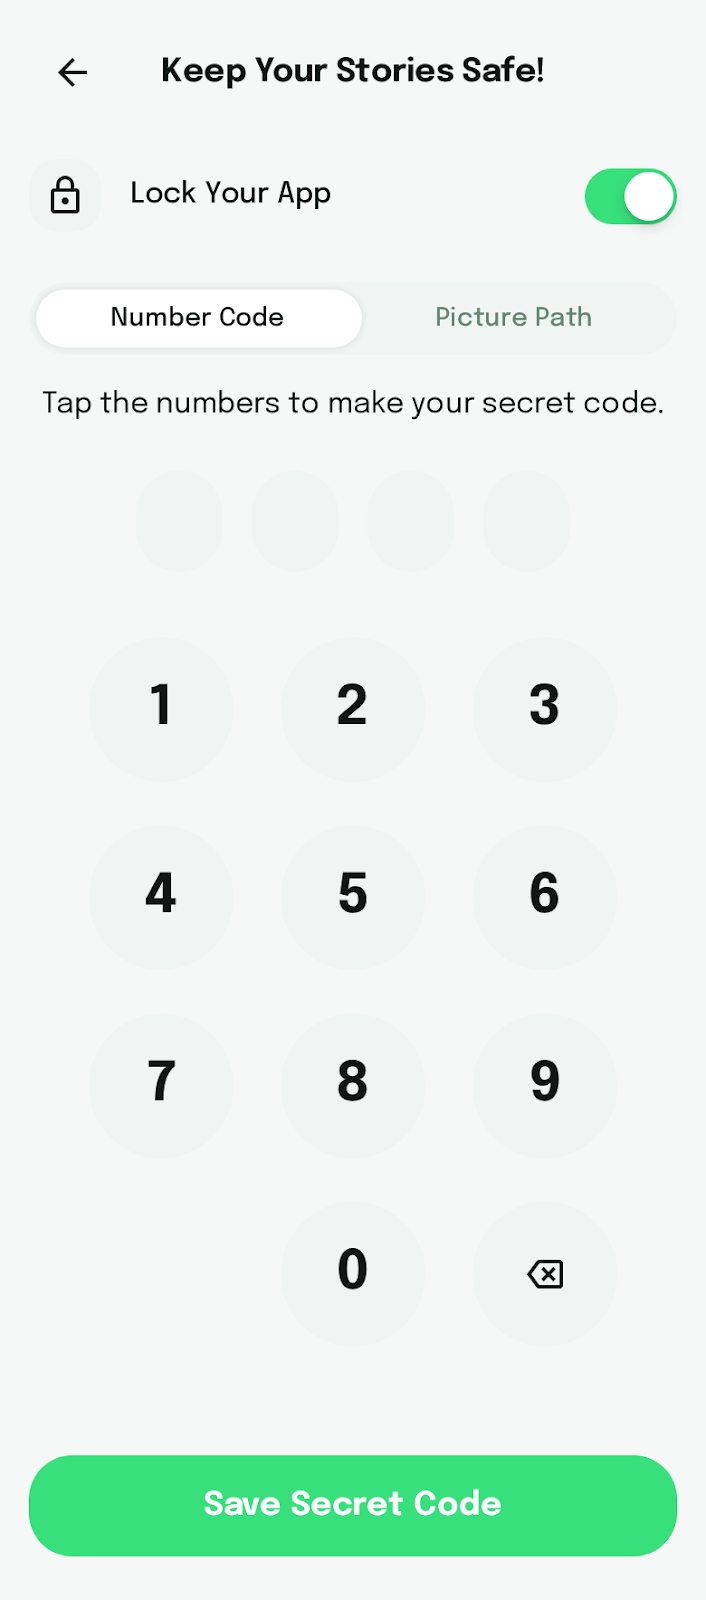 Keep Your Stories Safe!
Lock Your App
Number Code
Picture Path
Tap the numbers to make your secret code.
1 2 3
4 5 6
7 8 9
0
Save Secret Code